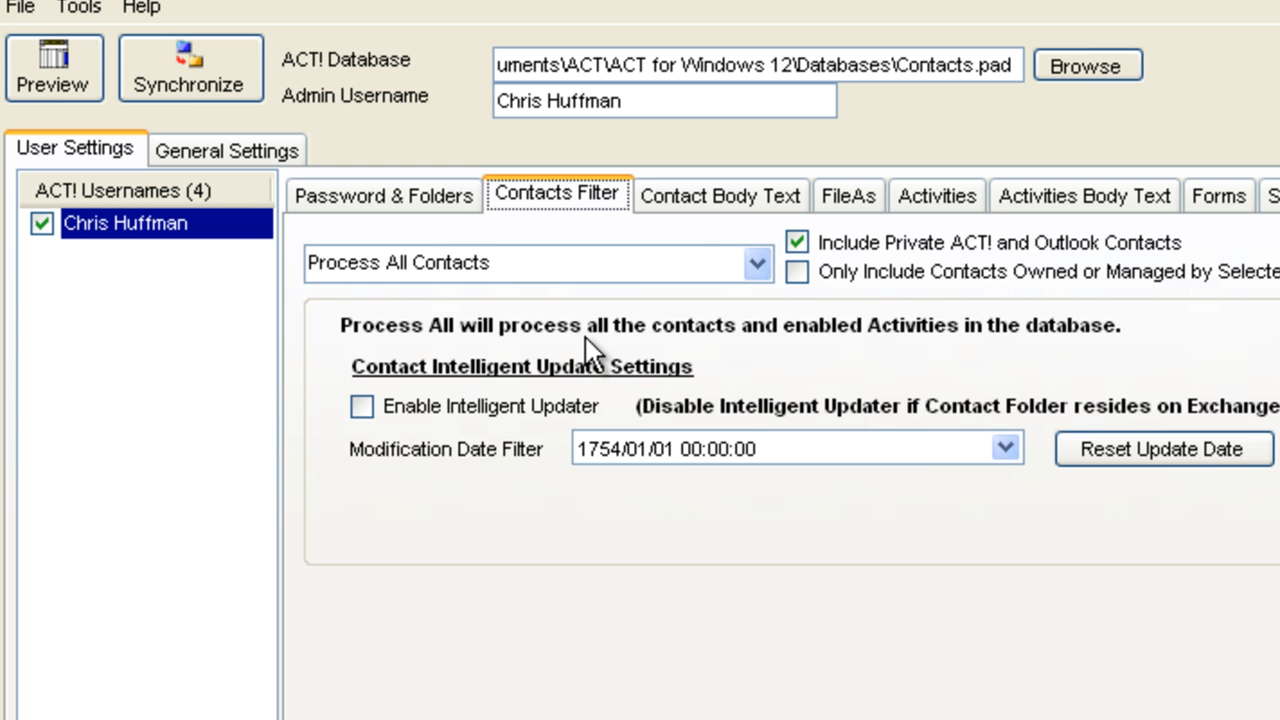 File Tools Help
Preview
Synchronize
ACT! Database
uments\ACT\ACT for Windows 12\Databases\Contacts.pad
Browse
Admin Username
Chris Huffman
User Settings
General Settings
ACT! Usernames (4)
Chris Huffman
Password & Folders
Contacts Filter
Contact Body Text
FileAs
Activities
Activities Body Text
Forms
S
Process All Contacts
Include Private ACT! and Outlook Contacts
Only Include Contacts Owned or Managed by Selecte
Process All will process all the contacts and enabled Activities in the database.
Contact Intelligent Update Settings
Enable Intelligent Updater
(Disable Intelligent Updater if Contact Folder resides on Exchange
Modification Date Filter
1754/01/01 00:00:00
Reset Update Date